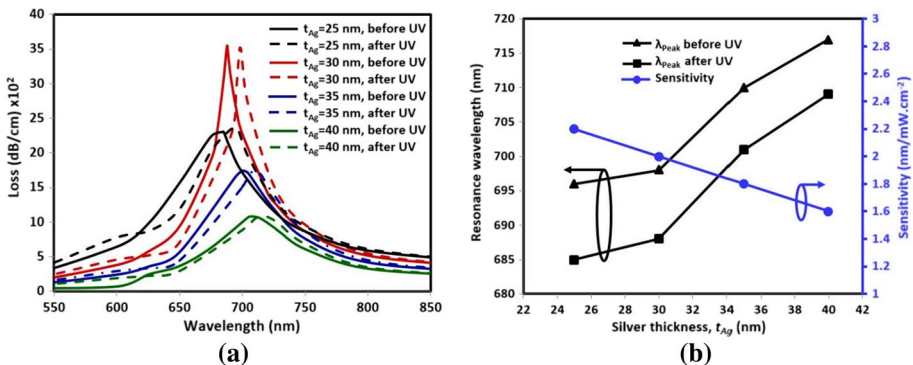 40
35
30
25
20
15
10
5
0
Loss (dB/cm) x10²
550 600 650 700 750 800 850
Wavelength (nm)
t_Ag=25 nm, before UV
t_Ag=25 nm, after UV
t_Ag=30 nm, before UV
t_Ag=30 nm, after UV
t_Ag=35 nm, before UV
t_Ag=35 nm, after UV
t_Ag=40 nm, before UV
t_Ag=40 nm, after UV
(a)
720
715
710
705
700
695
690
685
680
Resonance wavelength (nm)
λ_Peak before UV
λ_Peak after UV
Sensitivity
3
2.8
2.6
2.4
2.2
2
1.8
1.6
1.4
1.2
1
Sensitivity (nm/mW.cm⁻²)
22 24 26 28 30 32 34 36 38 40 42
Silver thickness, t_Ag (nm)
(b)